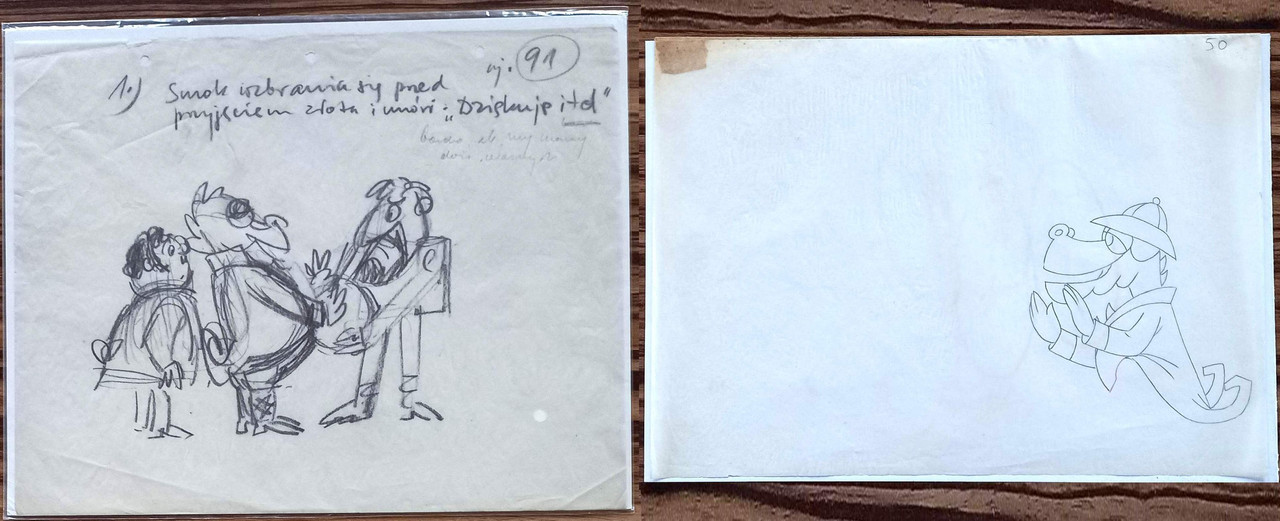 uj. 91
1.) Smok wzbrania się przed
przyjęciem złota i mówi: „Dziękuję itd"
50